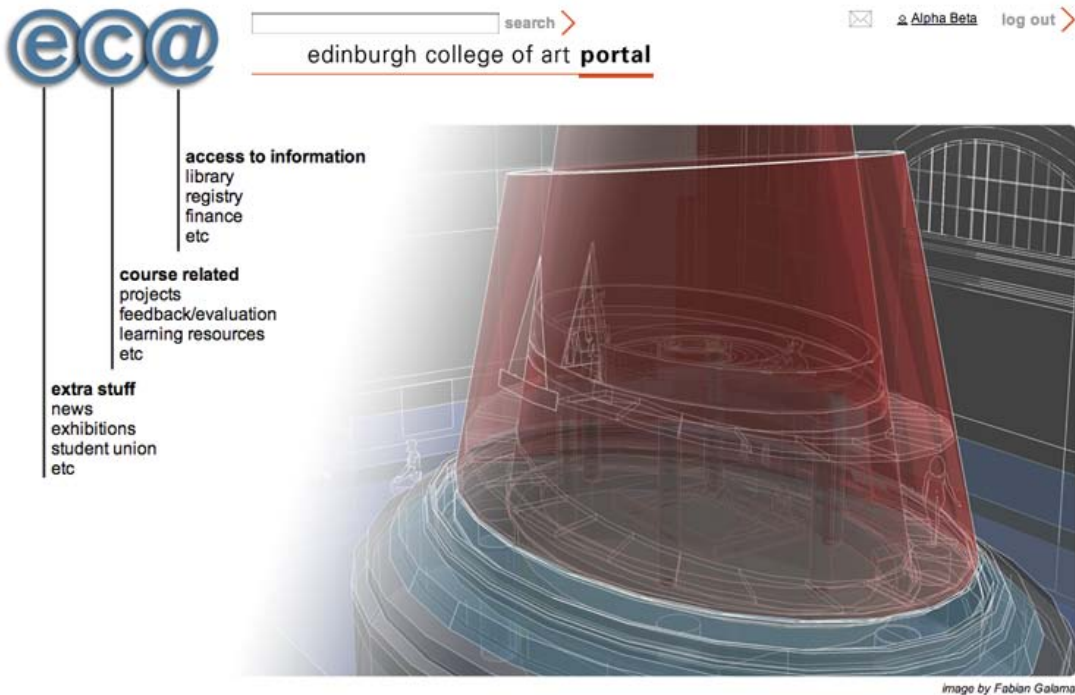 eca
search
Alpha Beta
log out
edinburgh college of art portal
access to information
library
registry
finance
etc
course related
projects
feedback/evaluation
learning resources
etc
extra stuff
news
exhibitions
student union
etc
image by Fabian Galama